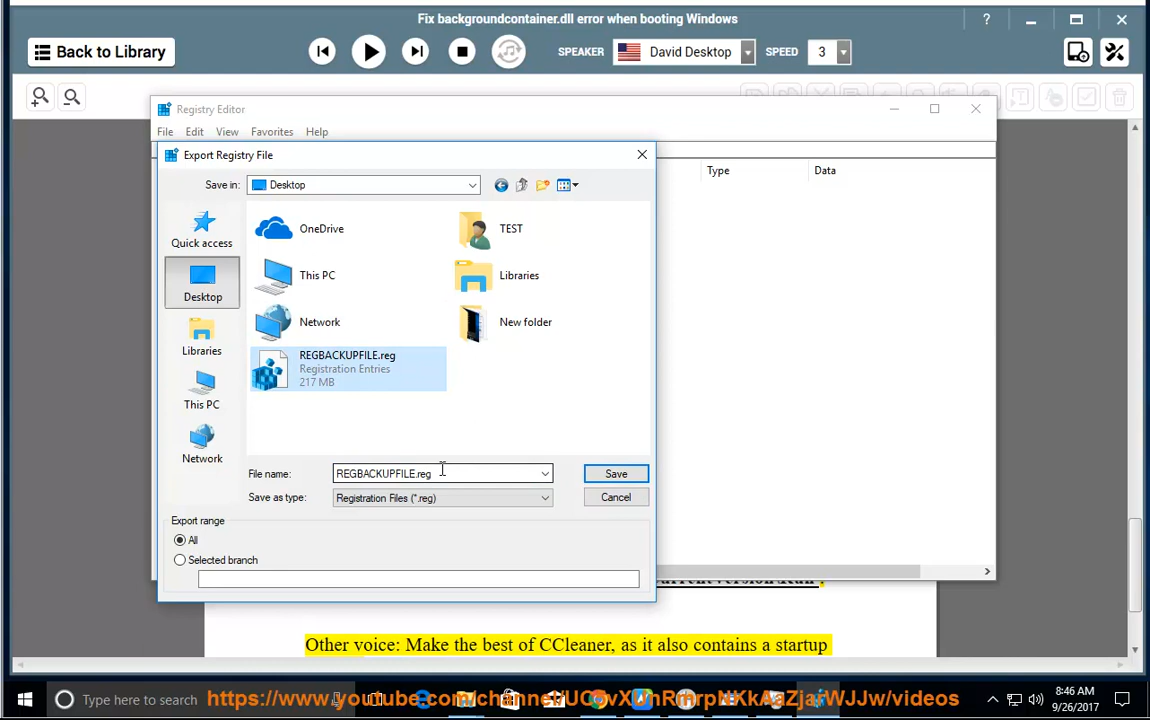 Fix backgroundcontainer.dll error when booting Windows
?
Back to Library
SPEAKER
David Desktop
SPEED
3
Registry Editor
File Edit View Favorites Help
Export Registry File
Save in:
Desktop
Type
Data
Quick access
Desktop
Libraries
This PC
Network
OneDrive
TEST
This PC
Libraries
Network
New folder
REGBACKUPFILE.reg
Registration Entries
217 MB
File name:
REGBACKUPFILE.reg
Save
Save as type:
Registration Files (*.reg)
Cancel
Export range
All
Selected branch
Other voice: Make the best of CCleaner, as it also contains a startup
Type here to search
8:46 AM
9/26/2017